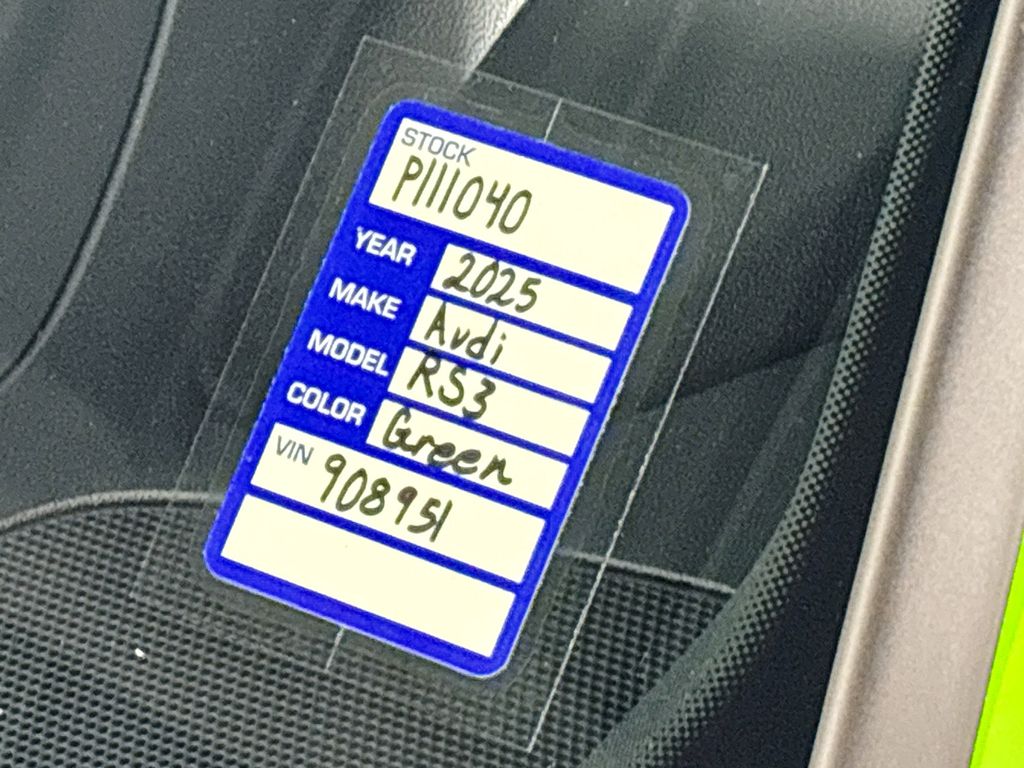 STOCK
P111040
YEAR 2025
MAKE Audi
MODEL RS3
COLOR Green
VIN 908951